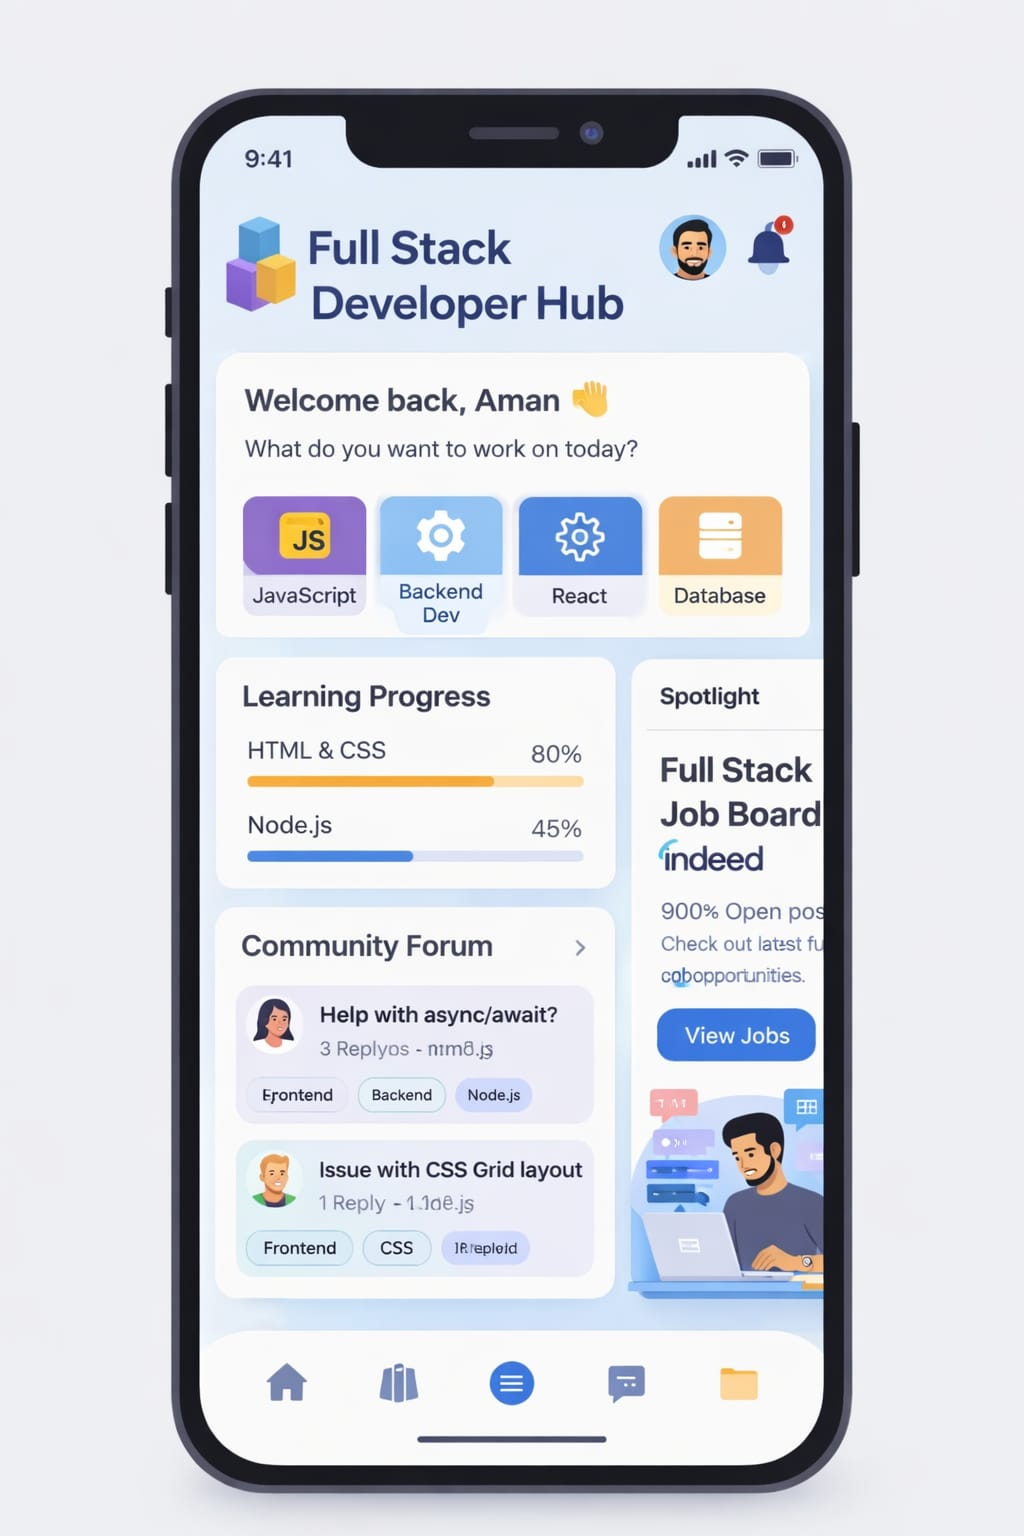 9:41
Full Stack
Developer Hub
Welcome back, Aman
What do you want to work on today?
JS
JavaScript
Backend
Dev
React
Database
Learning Progress
HTML & CSS
80%
Node.js
45%
Community Forum
Help with async/await?
3
Frontend
Backend
Node.js
Issue with CSS Grid layout
1 Reply
Frontend
CSS
Spotlight
Full Stack
Job Board
indeed
900% Open pos
Check out latest fu
View Jobs